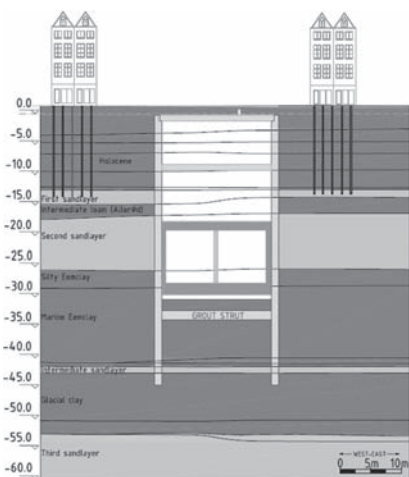 0.0
-5.0
-10.0
Holocene
-15.0
First sandlayer
Intermediate loam (Allerød)
-20.0
Second sandlayer
-25.0
Silty Eemclay
-30.0
Marine Eemclay
GROUT STRUT
-35.0
-40.0
Intermediate sandlayer
-45.0
Glacial clay
-50.0
-55.0
Third sandlayer
WEST-EAST
0 5m 10m
-60.0